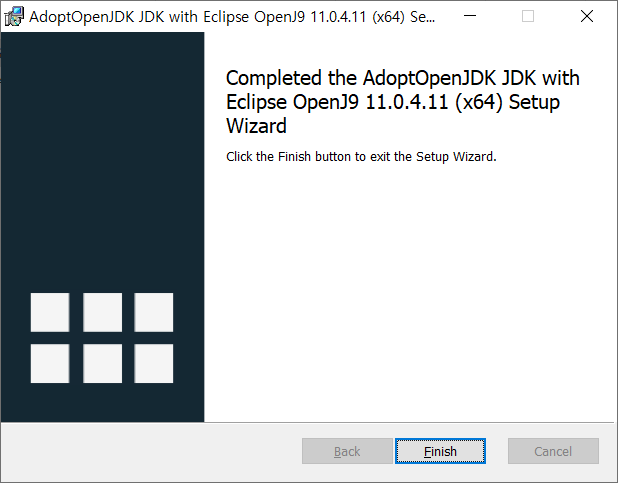 AdoptOpenJDK JDK with Eclipse OpenJ9 11.0.4.11 (x64) Se...
Completed the AdoptOpenJDK JDK with
Eclipse OpenJ9 11.0.4.11 (x64) Setup
Wizard
Click the Finish button to exit the Setup Wizard.
Back
Finish
Cancel